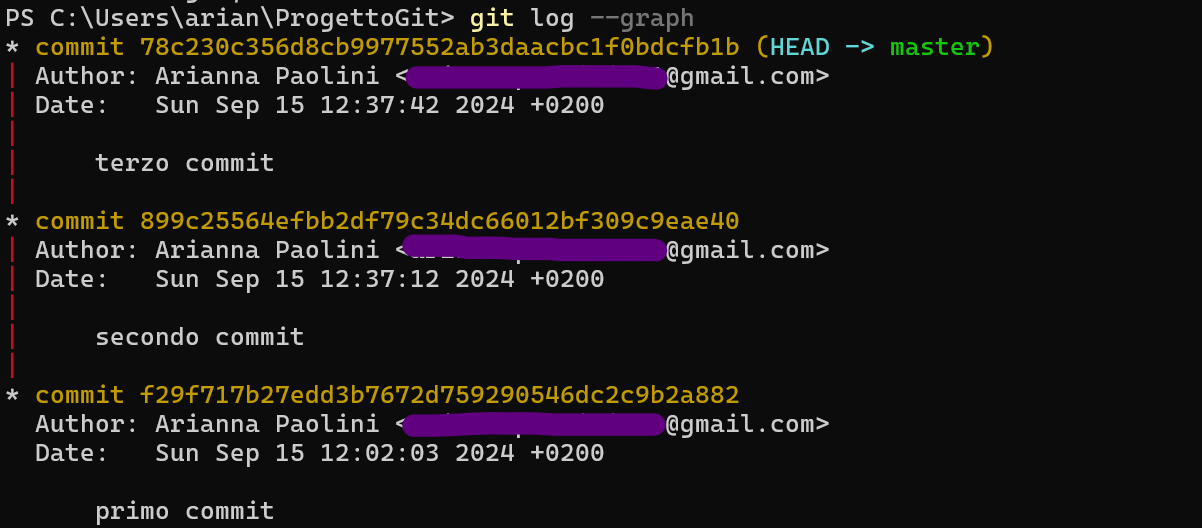 PS C:\Users\arian\ProgettoGit> git log --graph
* commit 78c230c356d8cb9977552ab3daacbc1f0bdcfb1b (HEAD -> master)
| Author: Arianna Paolini < @gmail.com>
| Date:   Sun Sep 15 12:37:42 2024 +0200
|
|     terzo commit
|
* commit 899c25564efbb2df79c34dc66012bf309c9eae40
| Author: Arianna Paolini < @gmail.com>
| Date:   Sun Sep 15 12:37:12 2024 +0200
|
|     secondo commit
|
* commit f29f717b27edd3b7672d759290546dc2c9b2a882
  Author: Arianna Paolini < @gmail.com>
  Date:   Sun Sep 15 12:02:03 2024 +0200

      primo commit